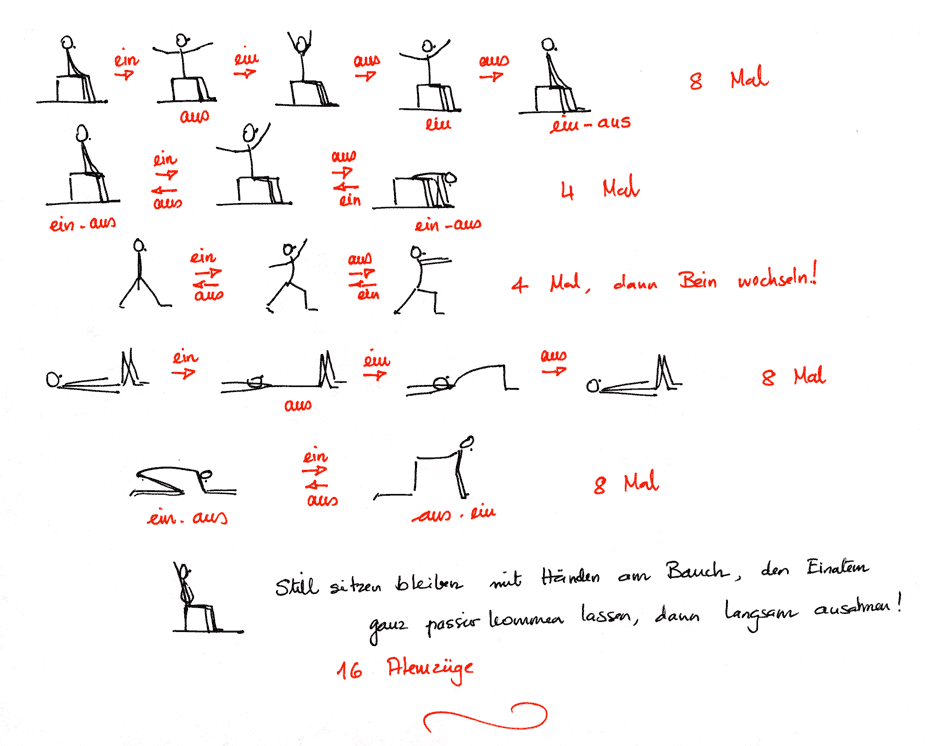 ein ein aus aus
aus ein ein-aus
8 Mal
ein aus
aus ein
ein-aus ein-aus
4 Mal
ein aus
aus ein
4 Mal, dann Bein wechseln!
ein ein aus
aus
8 Mal
ein
aus
ein-aus aus-ein
8 Mal
Still sitzen bleiben mit Händen am Bauch, den Einatem
ganz passiv kommen lassen, dann langsam ausatmen!
16 Atemzüge